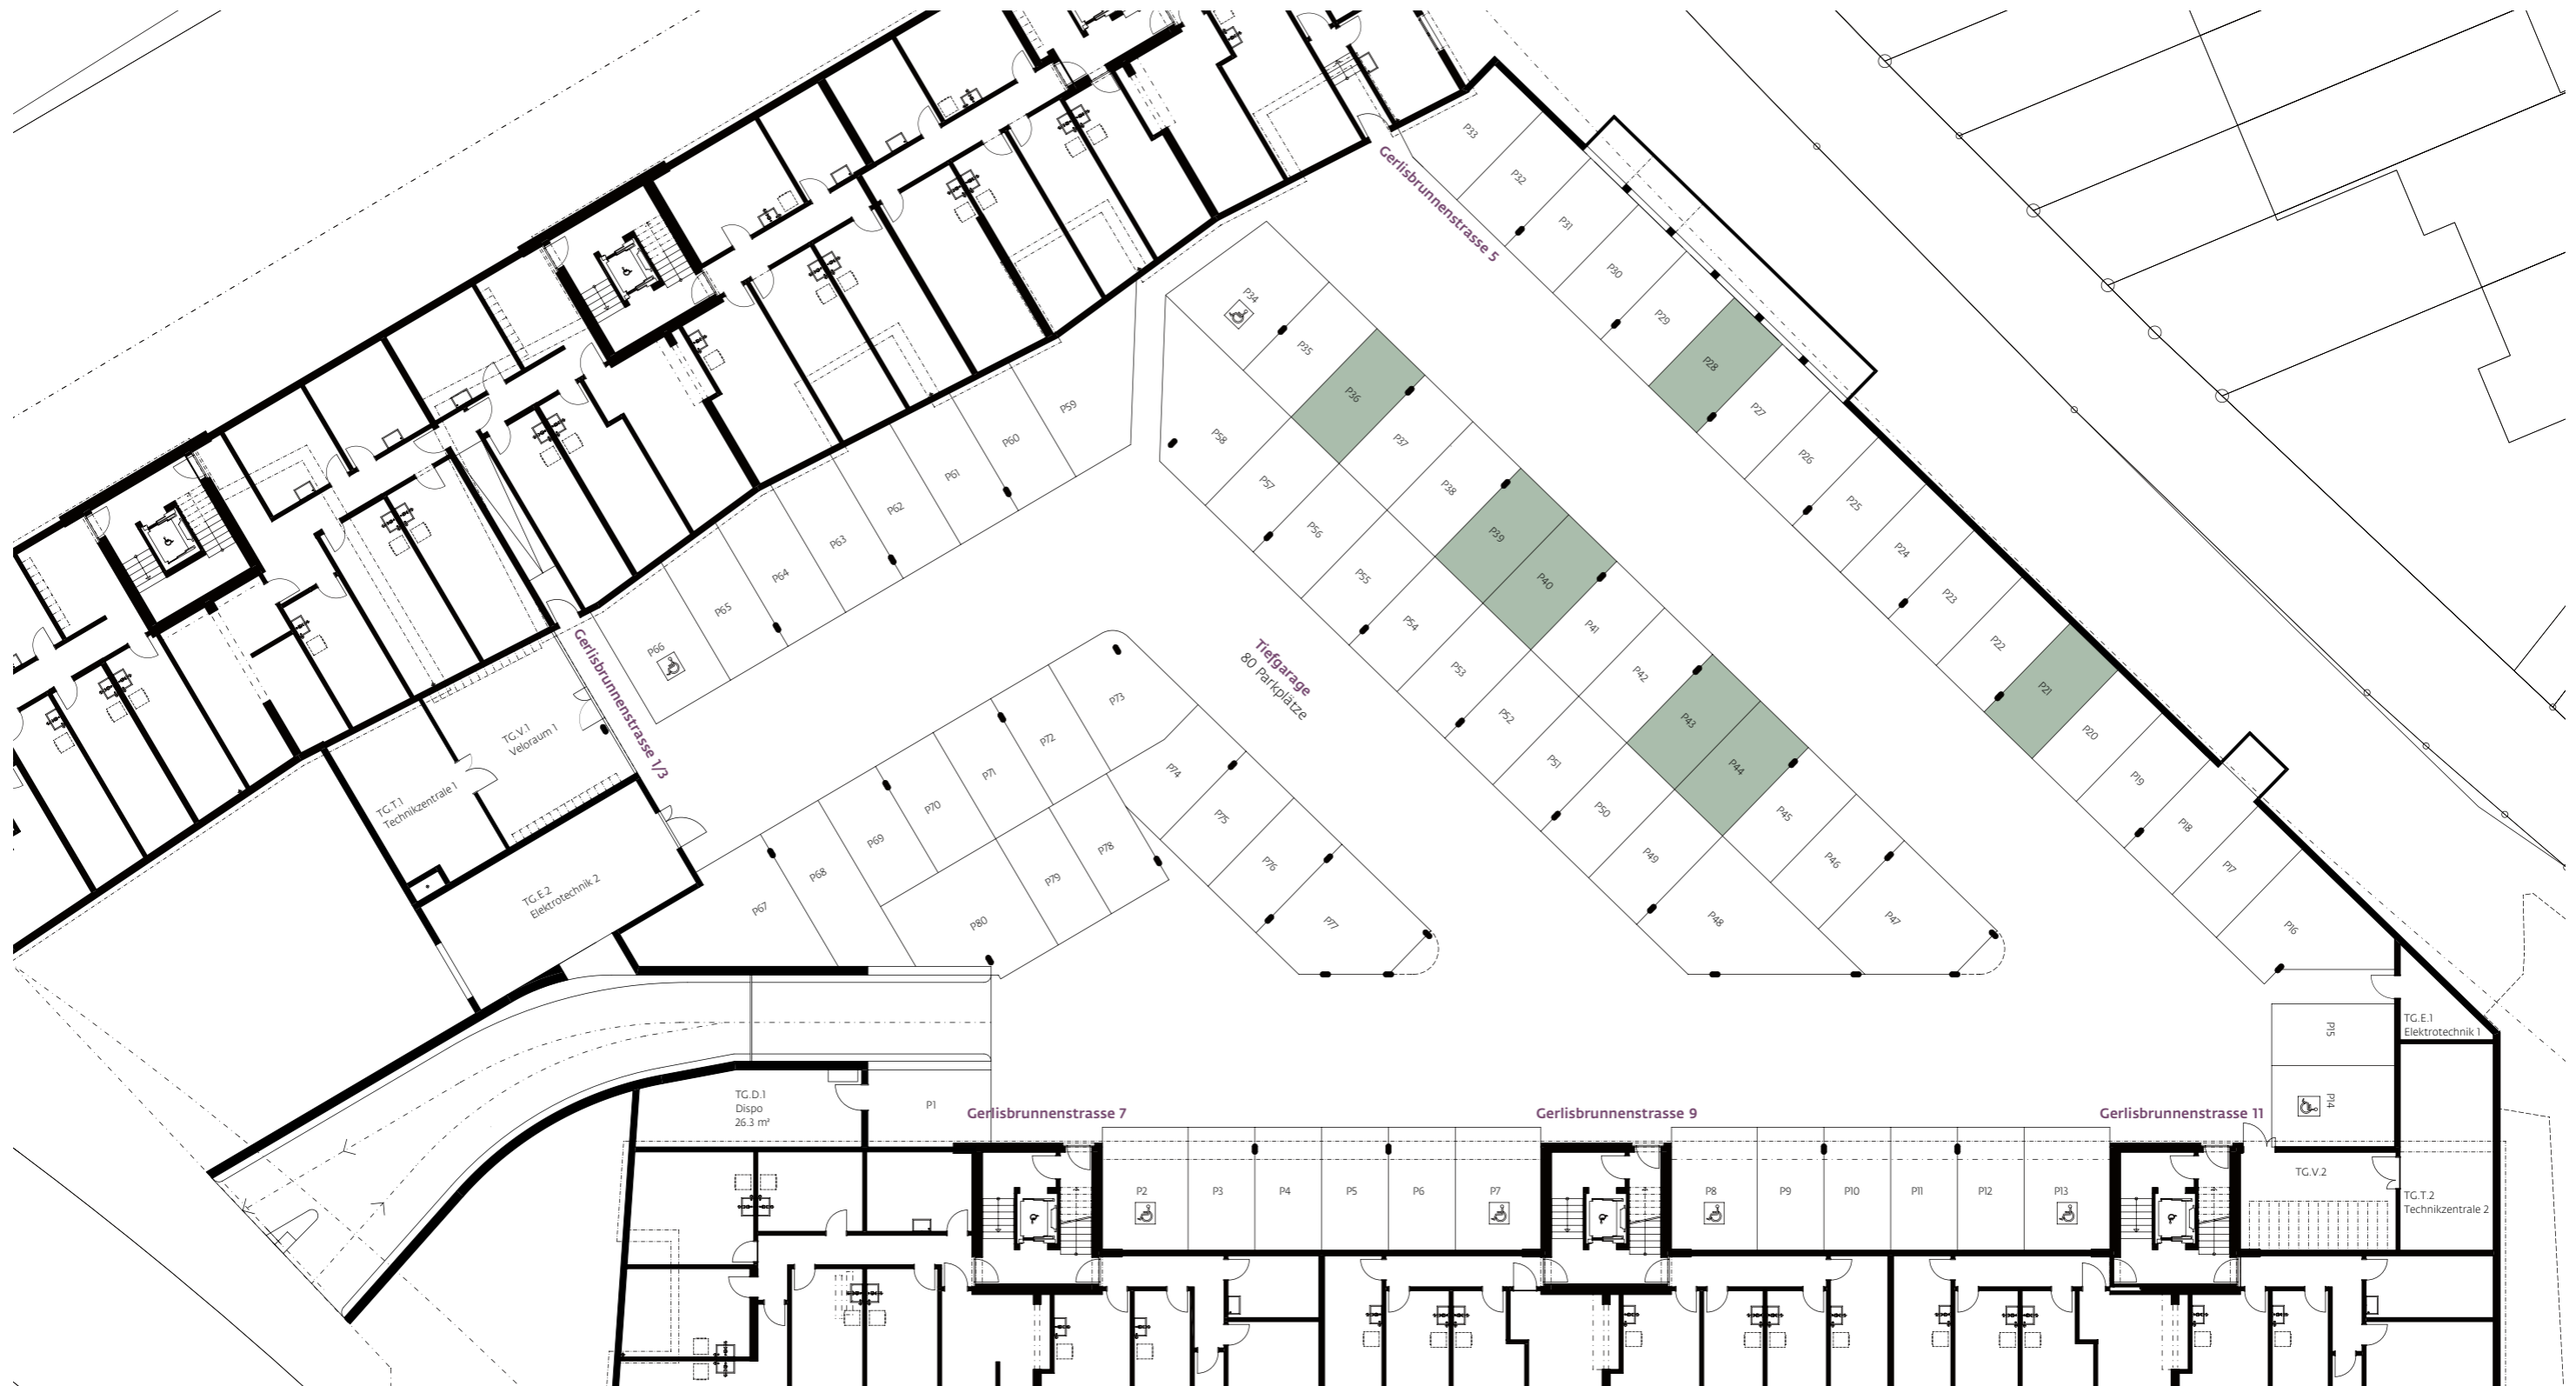 Gerlisbrunnenstrasse 5
P33
P32
P31
P30
P29
P28
P27
P26
P25
P24
P23
P22
P21
P20
P19
P18
P17
P16
P15
P14
P34
P35
P36
P37
P38
P39
P40
P41
P42
P43
P44
P45
P46
P47
P58
P57
P56
P55
P54
P53
P52
P51
P50
P49
P48
P59
P60
P61
P62
P63
P64
P65
P66
Gerlisbrunnenstrasse 1/3
Tiefgarage
80 Parkplätze
P73
P72
P71
P70
P69
P68
P67
P74
P75
P76
P77
P78
P79
P80
TG.V.1
Veloraum 1
TG.T.1
Technikzentrale 1
TG.E.2
Elektrotechnik 2
TG.E.1
Elektrotechnik 1
TG.D.1
Dispo
26.3 m²
P1
Gerlisbrunnenstrasse 7
Gerlisbrunnenstrasse 9
Gerlisbrunnenstrasse 11
P2
P3
P4
P5
P6
P7
P8
P9
P10
P11
P12
P13
TG.V.2
TG.T.2
Technikzentrale 2